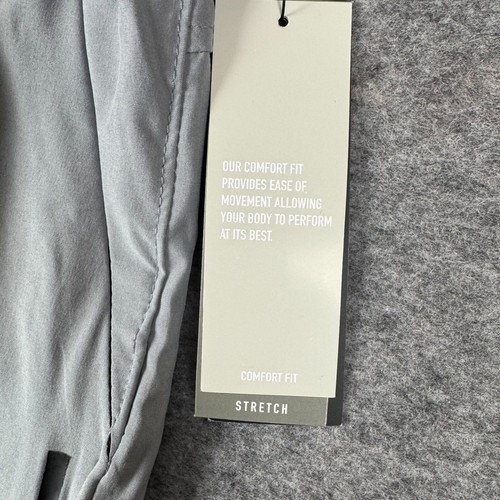 OUR COMFORT FIT
PROVIDES EASE OF
MOVEMENT ALLOWING
YOUR BODY TO PERFORM
AT ITS BEST.
COMFORT FIT
STRETCH